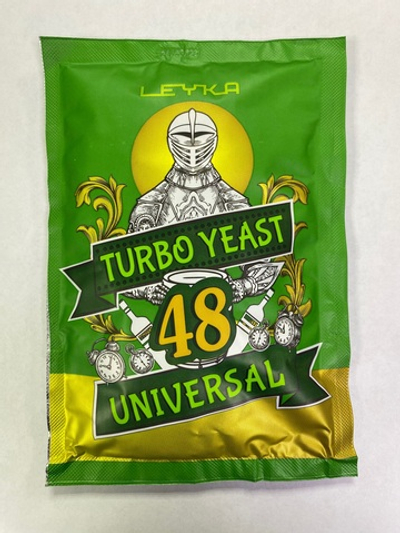 LEYKA
TURBO YEAST
48
UNIVERSAL